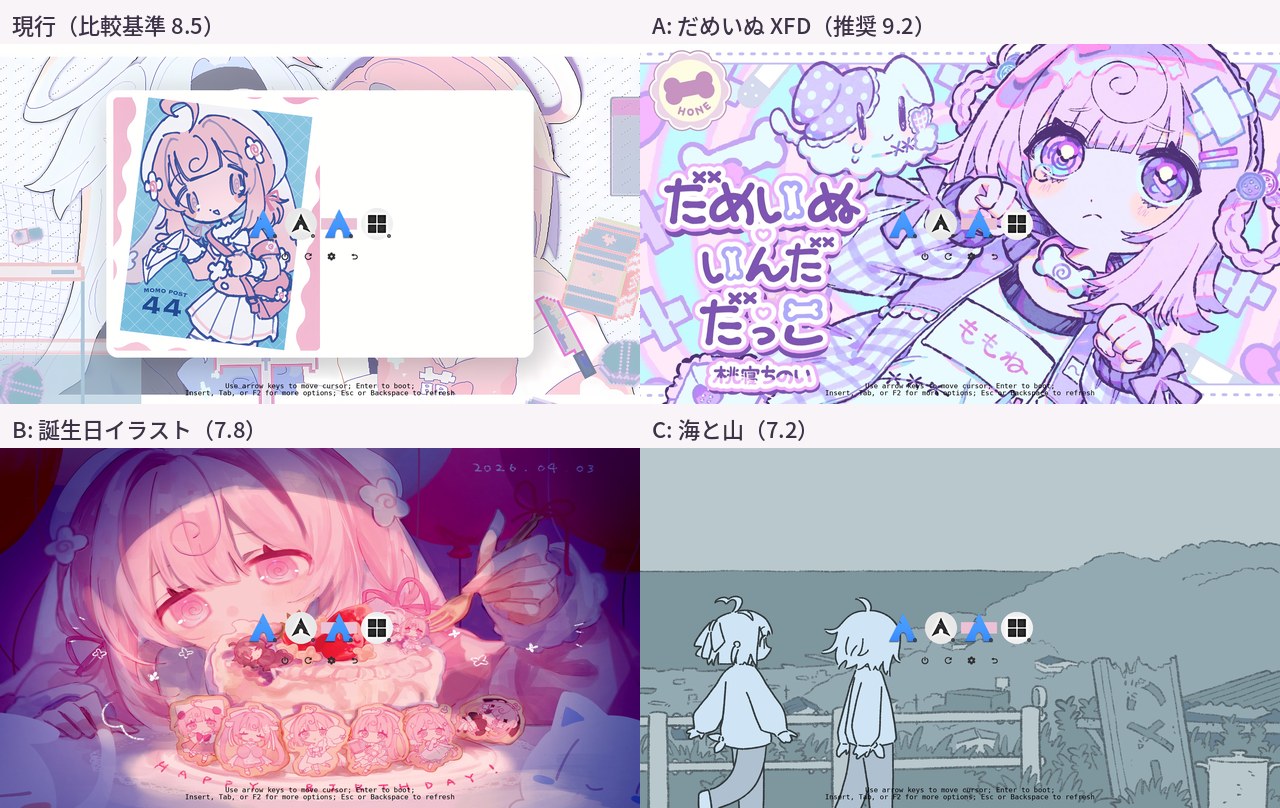 現行（比較基準 8.5）
MOMO POST
44
Use arrow keys to move cursor; Enter to boot;
Insert, Tab, or F2 for more options; Esc or Backspace to refresh
A: だめいぬ XFD（推奨 9.2）
HONE
だめいぬ
いんだ
だっこ
桃寝ちのい
ももね
Use arrow keys to move cursor; Enter to boot;
Insert, Tab, or F2 for more options; Esc or Backspace to refresh
B: 誕生日イラスト（7.8）
2026.04.03
HAPPY BIRTHDAY!
Use arrow keys to move cursor; Enter to boot;
Insert, Tab, or F2 for more options; Esc or Backspace to refresh
C: 海と山（7.2）
Use arrow keys to move cursor; Enter to boot;
Insert, Tab, or F2 for more options; Esc or Backspace to refresh